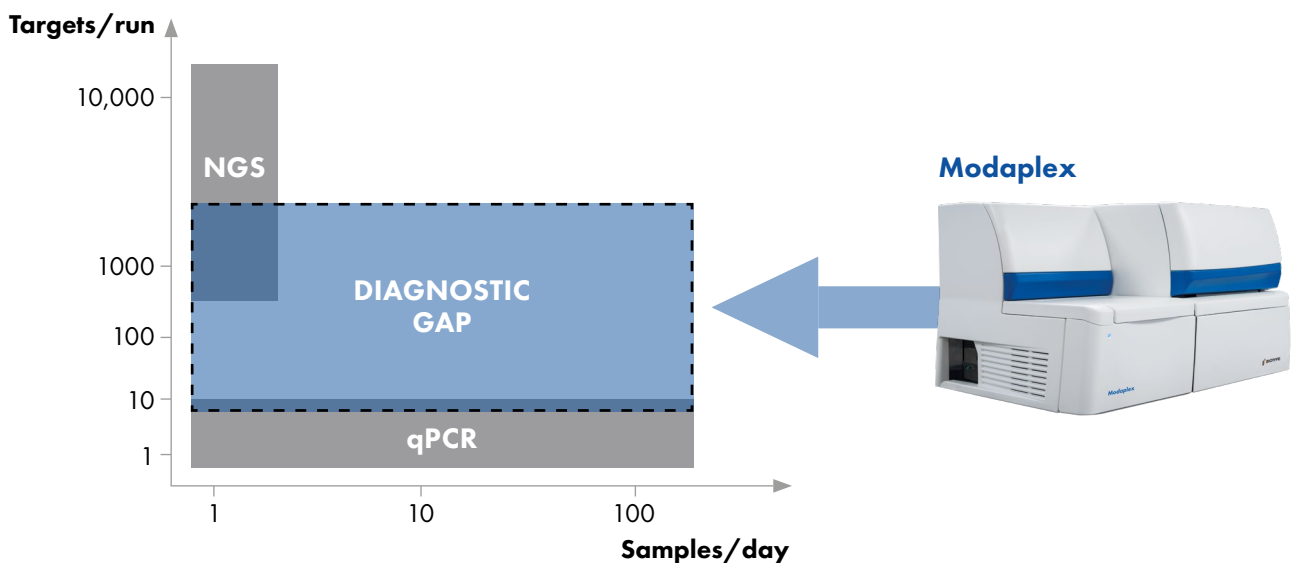 Targets/run
10,000
NGS
Modaplex
1000
DIAGNOSTIC
GAP
100
10
qPCR
1
Modaplex
BIOTYPE
1
10
100
Samples/day